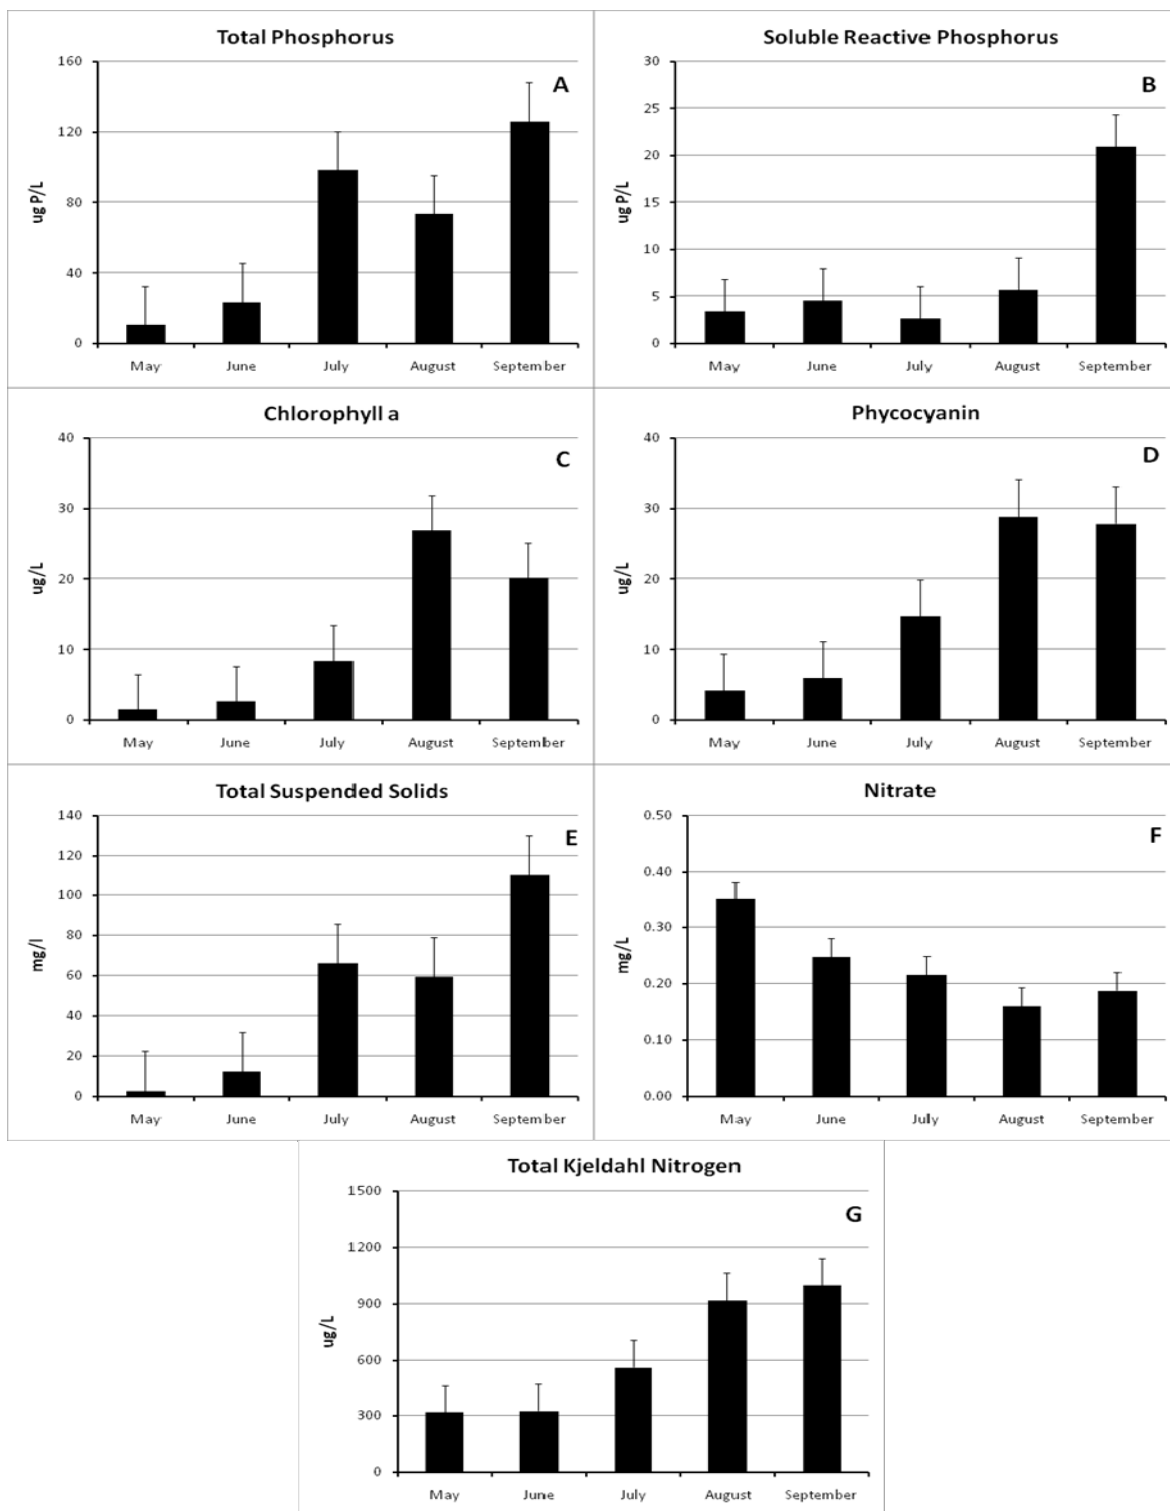 Total Phosphorus
A
ug P/L
160
120
80
40
0
May June July August September
Soluble Reactive Phosphorus
B
ug P/L
30
25
20
15
10
5
0
May June July August September
Chlorophyll a
C
ug/L
40
30
20
10
0
May June July August September
Phycocyanin
D
ug/L
40
30
20
10
0
May June July August September
Total Suspended Solids
E
mg/l
140
120
100
80
60
40
20
0
May June July August September
Nitrate
F
mg/L
0.50
0.40
0.30
0.20
0.10
0.00
May June July August September
Total Kjeldahl Nitrogen
G
ug/L
1500
1200
900
600
300
0
May June July August September